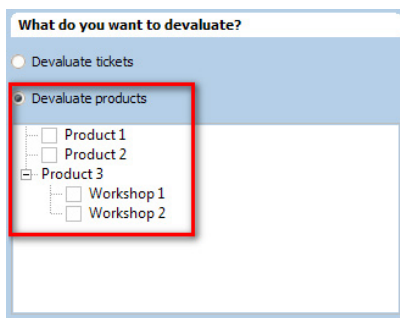 What do you want to devaluate?
Devaluate tickets
Devaluate products
Product 1
Product 2
Product 3
Workshop 1
Workshop 2